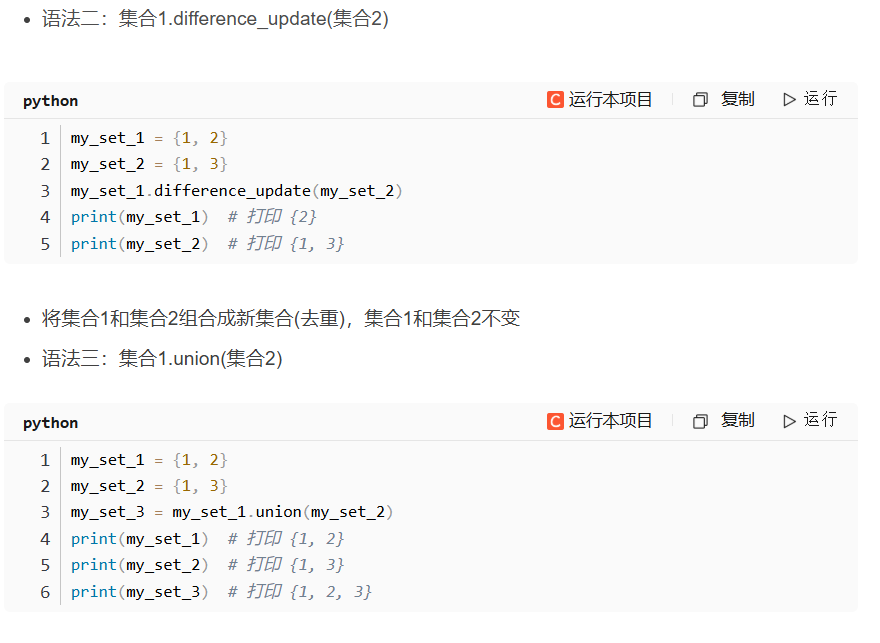 语法二：集合1.difference_update(集合2)
python
C 运行本项目 复制 运行
1 my_set_1 = {1, 2}
2 my_set_2 = {1, 3}
3 my_set_1.difference_update(my_set_2)
4 print(my_set_1)  # 打印 {2}
5 print(my_set_2)  # 打印 {1, 3}
将集合1和集合2组合成新集合(去重)，集合1和集合2不变
语法三：集合1.union(集合2)
python
C 运行本项目 复制 运行
1 my_set_1 = {1, 2}
2 my_set_2 = {1, 3}
3 my_set_3 = my_set_1.union(my_set_2)
4 print(my_set_1)  # 打印 {1, 2}
5 print(my_set_2)  # 打印 {1, 3}
6 print(my_set_3)  # 打印 {1, 2, 3}